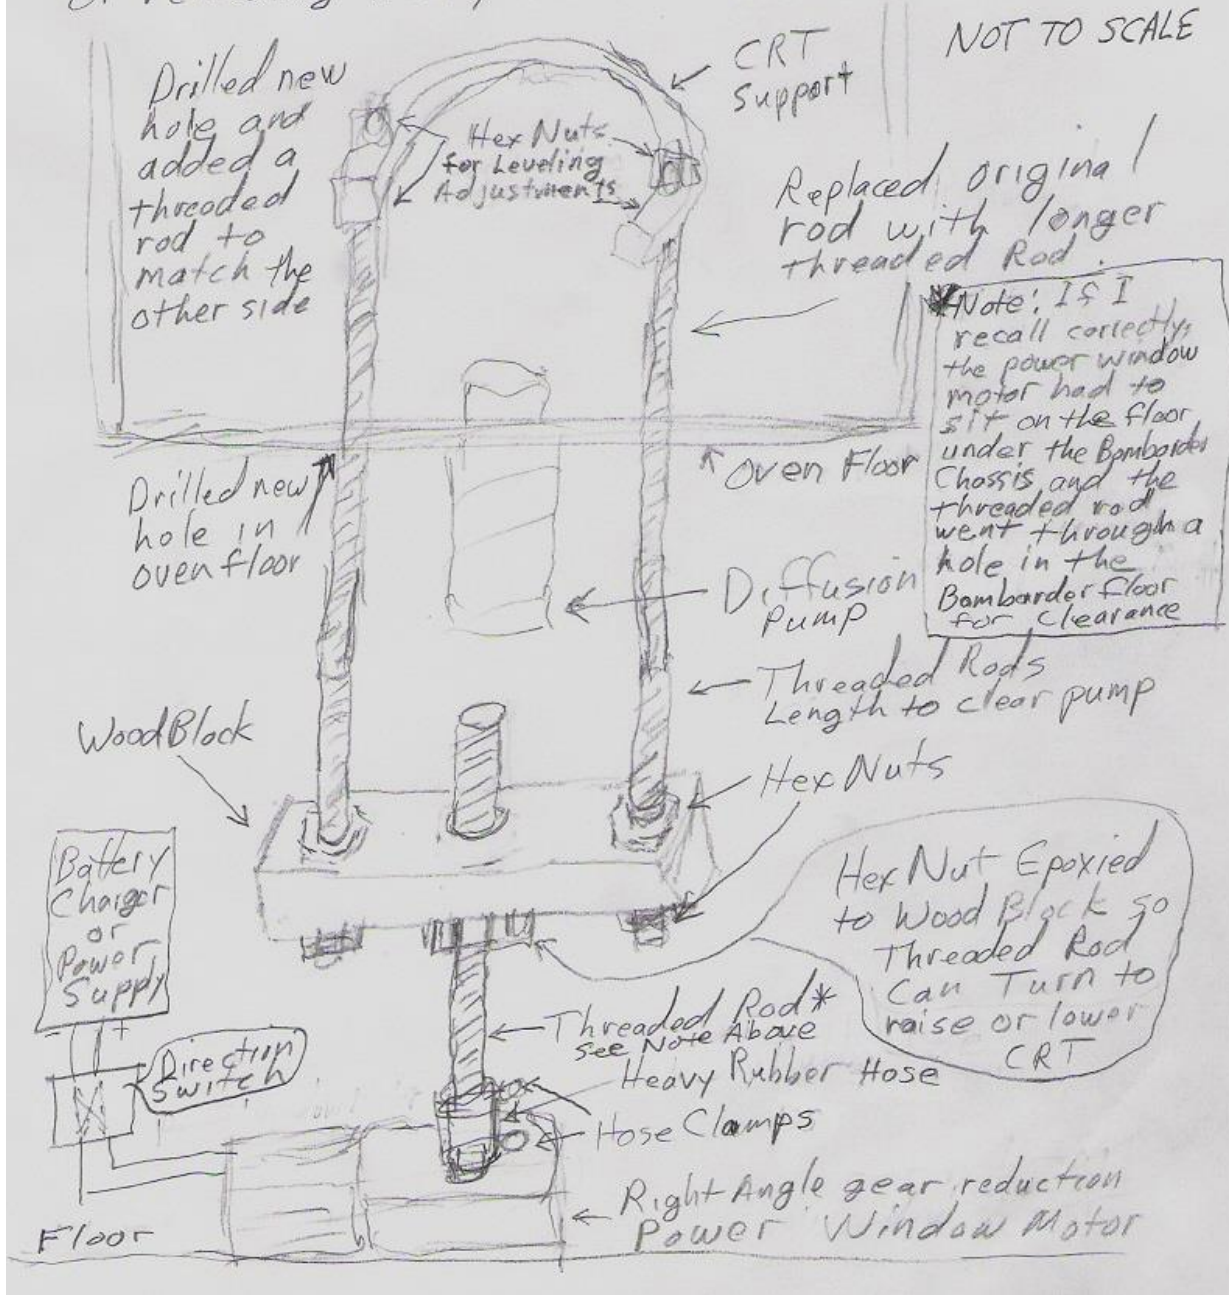 NOT TO SCALE
CRT
Support
Drilled new
hole and
added a
threaded
rod to
match the
other side
Hex Nuts
for Leveling
Adjustments
Replaced original
rod with longer
threaded Rod.
*Note: If I
recall correctly,
the power window
motor had to
sit on the floor
under the Bombarder
Chassis and the
threaded rod
went through a
hole in the
Bombarder floor
for Clearance
Oven Floor
Drilled new
hole in
oven floor
Diffusion
Pump
Threaded Rods
Length to clear pump
Wood Block
Hex Nuts
Battery
Charger
or
Power
Supply
+
Direction
Switch
Hex Nut Epoxied
to Wood Block so
Threaded Rod
Can Turn to
raise or lower
CRT
Threaded Rod*
See Note Above
Heavy Rubber Hose
Hose Clamps
Right Angle gear reduction
Power Window Motor
Floor